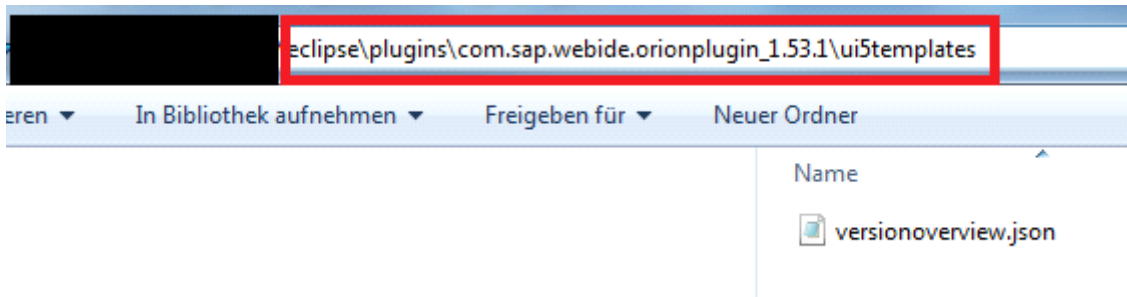 eclipse\plugins\com.sap.webide.orionplugin_1.53.1\ui5templates
eren In Bibliothek aufnehmen Freigeben für Neuer Ordner
Name
versionoverview.json